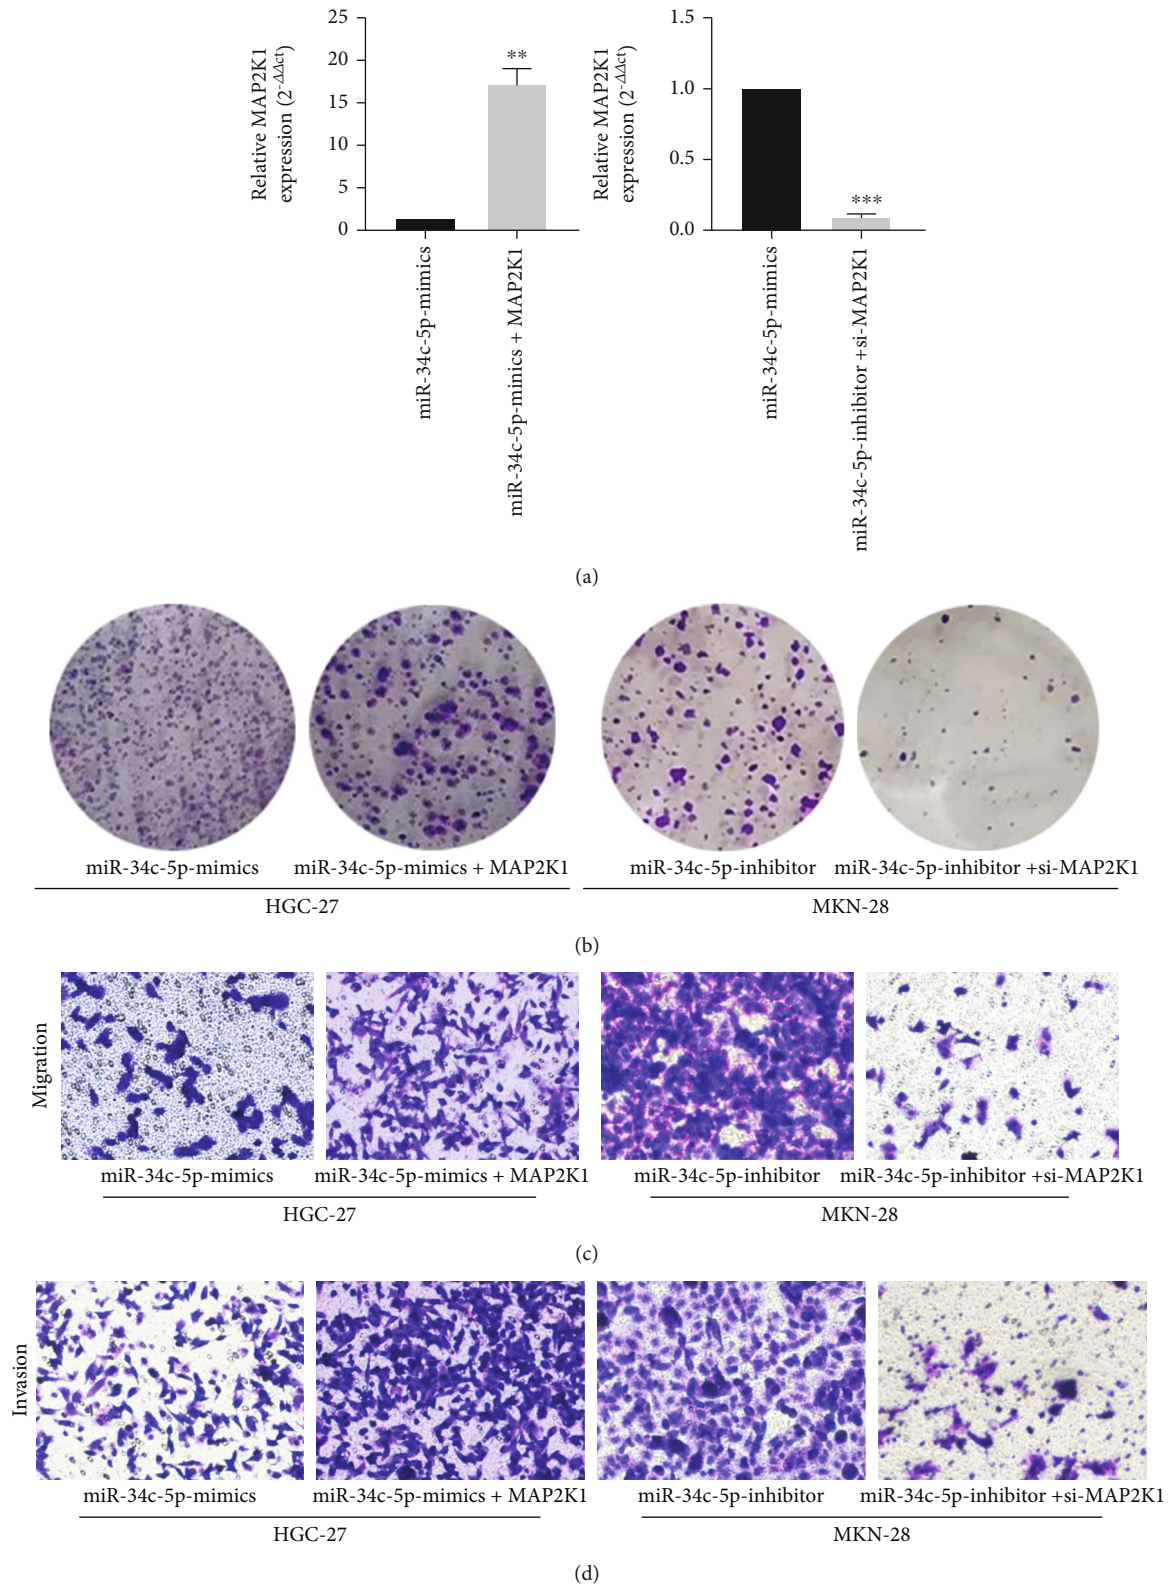 Relative MAP2K1
expression (2-ΔΔct)
25
20
15
10
5
0
**
miR-34c-5p-mimics
miR-34c-5p-minics + MAP2K1
Relative MAP2K1
expression (2-ΔΔct)
1.5
1.0
0.5
0.0
***
miR-34c-5p-mimics
miR-34c-5p-inhibitor +si-MAP2K1
(a)
miR-34c-5p-mimics miR-34c-5p-mimics + MAP2K1 miR-34c-5p-inhibitor miR-34c-5p-inhibitor +si-MAP2K1
HGC-27 MKN-28
(b)
Migration
miR-34c-5p-mimics miR-34c-5p-mimics + MAP2K1 miR-34c-5p-inhibitor miR-34c-5p-inhibitor +si-MAP2K1
HGC-27 MKN-28
(c)
Invasion
miR-34c-5p-mimics miR-34c-5p-mimics + MAP2K1 miR-34c-5p-inhibitor miR-34c-5p-inhibitor +si-MAP2K1
HGC-27 MKN-28
(d)